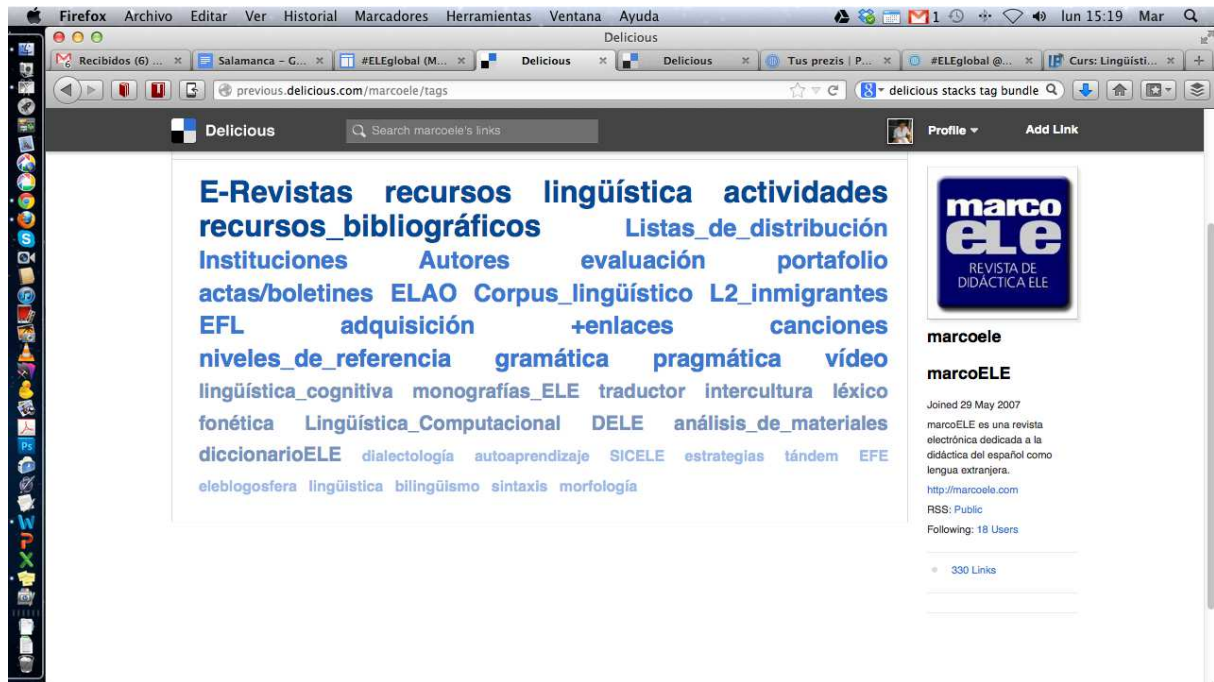 Firefox Archivo Editar Ver Historial Marcadores Herramientas Ventana Ayuda 1 lun 15:19 Mar
Delicious
Recibidos (6) ... Salamanca – G... #ELEglobal (M... Delicious Delicious Tus prezis | P... #ELEglobal @... Curs: Lingüísti...
previous.delicious.com/marcoele/tags delicious stacks tag bundle
Delicious Search marcoele's links Profile Add Link
E-Revistas recursos lingüística actividades
recursos_bibliográficos Listas_de_distribución
Instituciones Autores evaluación portafolio
actas/boletines ELAO Corpus_lingüístico L2_inmigrantes
EFL adquisición +enlaces canciones
niveles_de_referencia gramática pragmática vídeo
lingüística_cognitiva monografías_ELE traductor intercultura léxico
fonética Lingüística_Computacional DELE análisis_de_materiales
diccionarioELE dialectología autoaprendizaje SICELE estrategias tándem EFE
eleblogosfera lingüistica bilingüismo sintaxis morfología
marco
eLe
REVISTA DE
DIDÁCTICA ELE
marcoele
marcoELE
Joined 29 May 2007
marcoELE es una revista
electrónica dedicada a la
didáctica del español como
lengua extranjera.
http://marcoele.com
RSS: Public
Following: 18 Users
330 Links